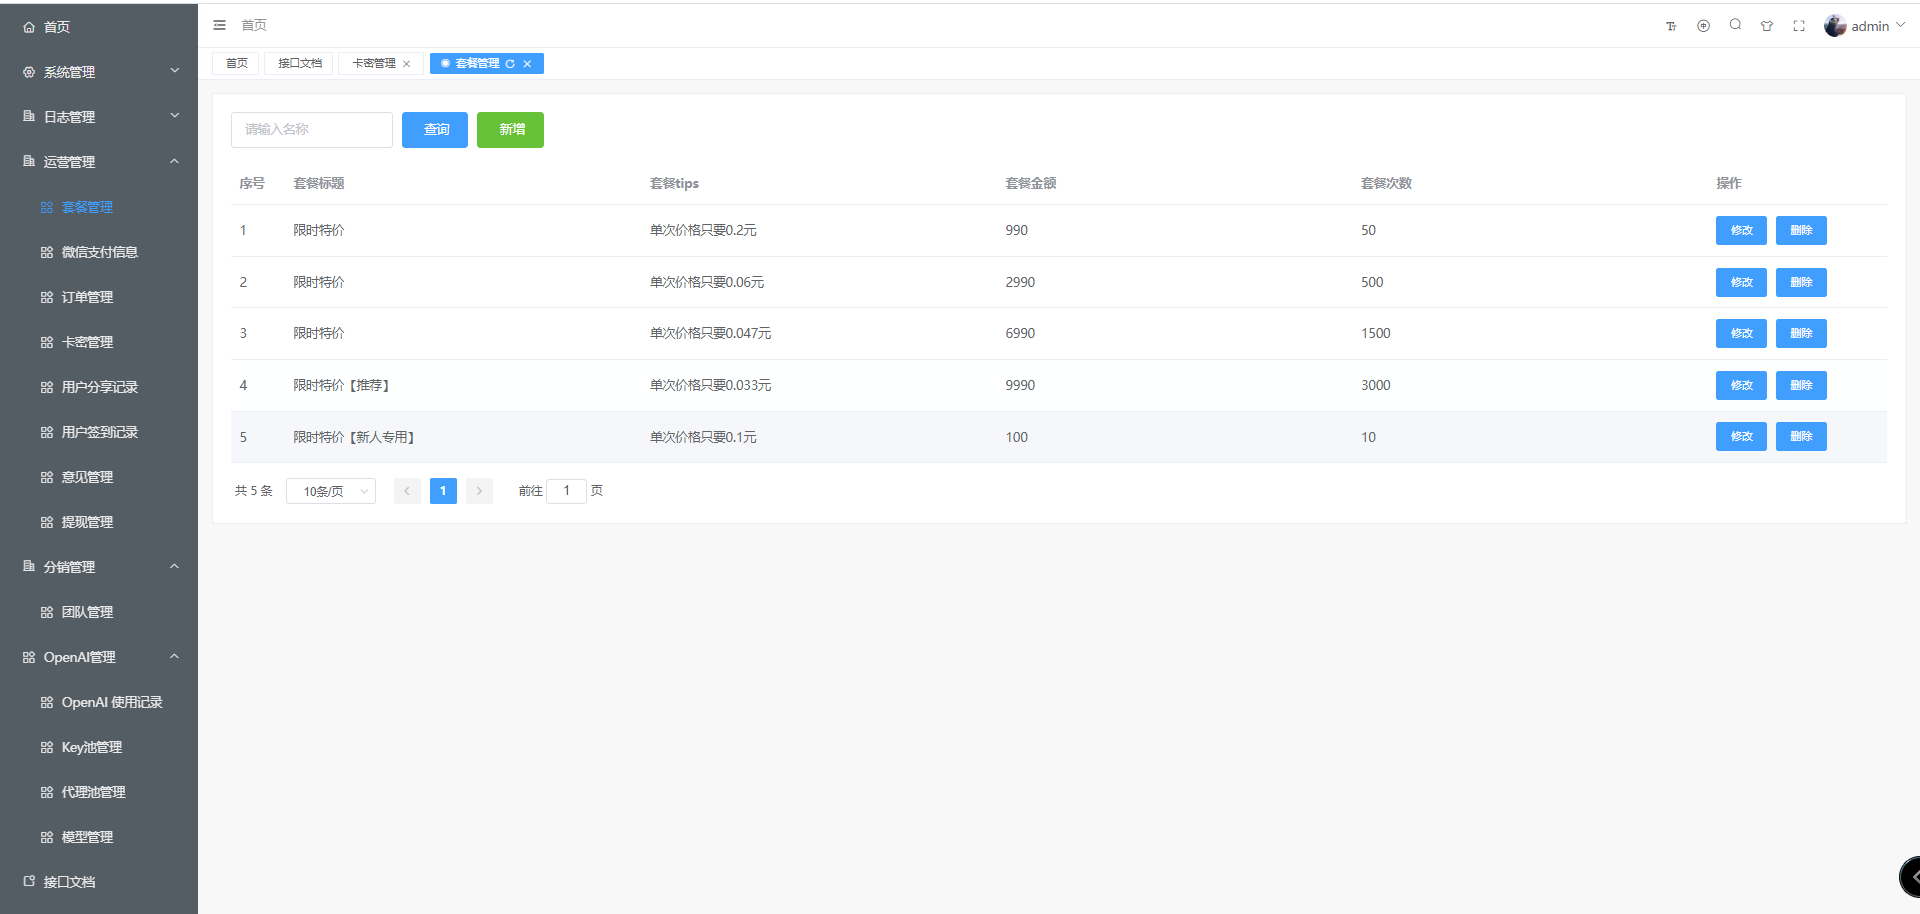 首页
系统管理
日志管理
运营管理
套餐管理
微信支付信息
订单管理
卡密管理
用户分享记录
用户签到记录
意见管理
提现管理
分销管理
团队管理
OpenAI管理
OpenAI 使用记录
Key池管理
代理池管理
模型管理
接口文档
首页
admin
首页 接口文档 卡密管理 套餐管理
请输入名称 查询 新增
序号 套餐标题 套餐tips 套餐金额 套餐次数 操作
1 限时特价 单次价格只要0.2元 990 50 修改 删除
2 限时特价 单次价格只要0.06元 2990 500 修改 删除
3 限时特价 单次价格只要0.047元 6990 1500 修改 删除
4 限时特价【推荐】 单次价格只要0.033元 9990 3000 修改 删除
5 限时特价【新人专用】 单次价格只要0.1元 100 10 修改 删除
共 5 条 10条/页 1 前往 1 页